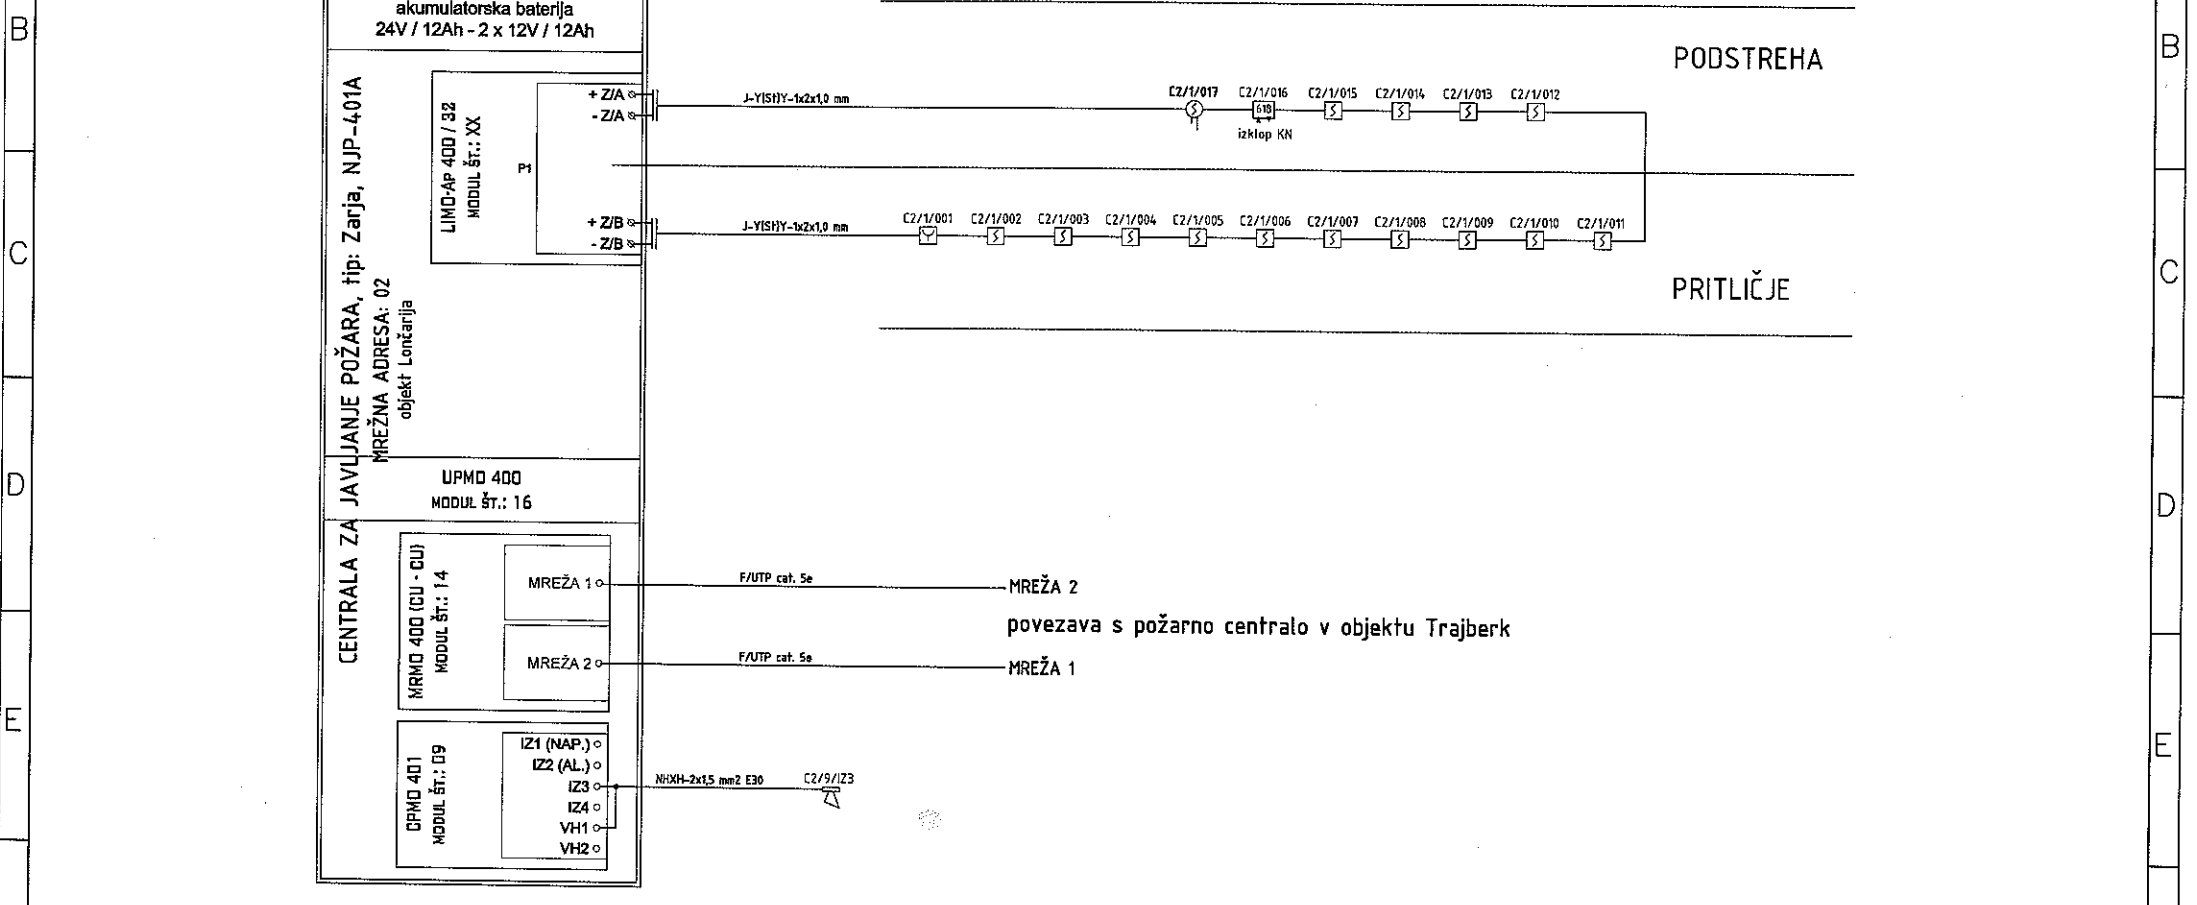 akumulatorska baterija
24V / 12Ah - 2 x 12V / 12Ah
B
B
PODSTREHA
CENTRALA ZA JAVLJANJE POŽARA, tip: Zarja, NJP-401A
MREŽNA ADRESA: 02
objekt Lončarija
LIMO-AP 400 / 32
MODUL ŠT.: XX
P1
+ Z/A
- Z/A
J-Y(St)Y-1x2x1,0 mm
C2/1/017 C2/1/016 C2/1/015 C2/1/014 C2/1/013 C2/1/012
618
izklop KN
+ Z/B
- Z/B
J-Y(St)Y-1x2x1,0 mm
C2/1/001 C2/1/002 C2/1/003 C2/1/004 C2/1/005 C2/1/006 C2/1/007 C2/1/008 C2/1/009 C2/1/010 C2/1/011
C
C
PRITLIČJE
D
D
UPMO 400
MODUL ŠT.: 16
MRMO 400 (CU - CU)
MODUL ŠT.: 14
MREŽA 1
F/UTP cat. 5e
MREŽA 2
povezava s požarno centralo v objektu Trajberk
MREŽA 2
F/UTP cat. 5e
MREŽA 1
E
E
OPMO 401
MODUL ŠT.: 09
IZ1 (NAP.)
IZ2 (AL.)
IZ3
IZ4
VH1
VH2
NHXH-2x1,5 mm2 E30
C2/9/IZ3